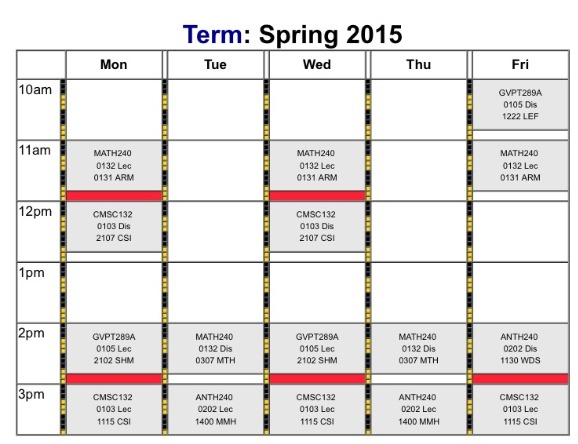 Term: Spring 2015
Mon Tue Wed Thu Fri
10am
GVPT289A
0105 Dis
1222 LEF
11am
MATH240 MATH240 MATH240
0132 Lec 0132 Lec 0132 Lec
0131 ARM 0131 ARM 0131 ARM
12pm
CMSC132 CMSC132
0103 Dis 0103 Dis
2107 CSI 2107 CSI
1pm
2pm
GVPT289A MATH240 GVPT289A MATH240 ANTH240
0105 Lec 0132 Dis 0105 Lec 0132 Dis 0202 Dis
2102 SHM 0307 MTH 2102 SHM 0307 MTH 1130 WDS
3pm
CMSC132 ANTH240 CMSC132 ANTH240 CMSC132
0103 Lec 0202 Lec 0103 Lec 0202 Lec 0103 Lec
1115 CSI 1400 MMH 1115 CSI 1400 MMH 1115 CSI